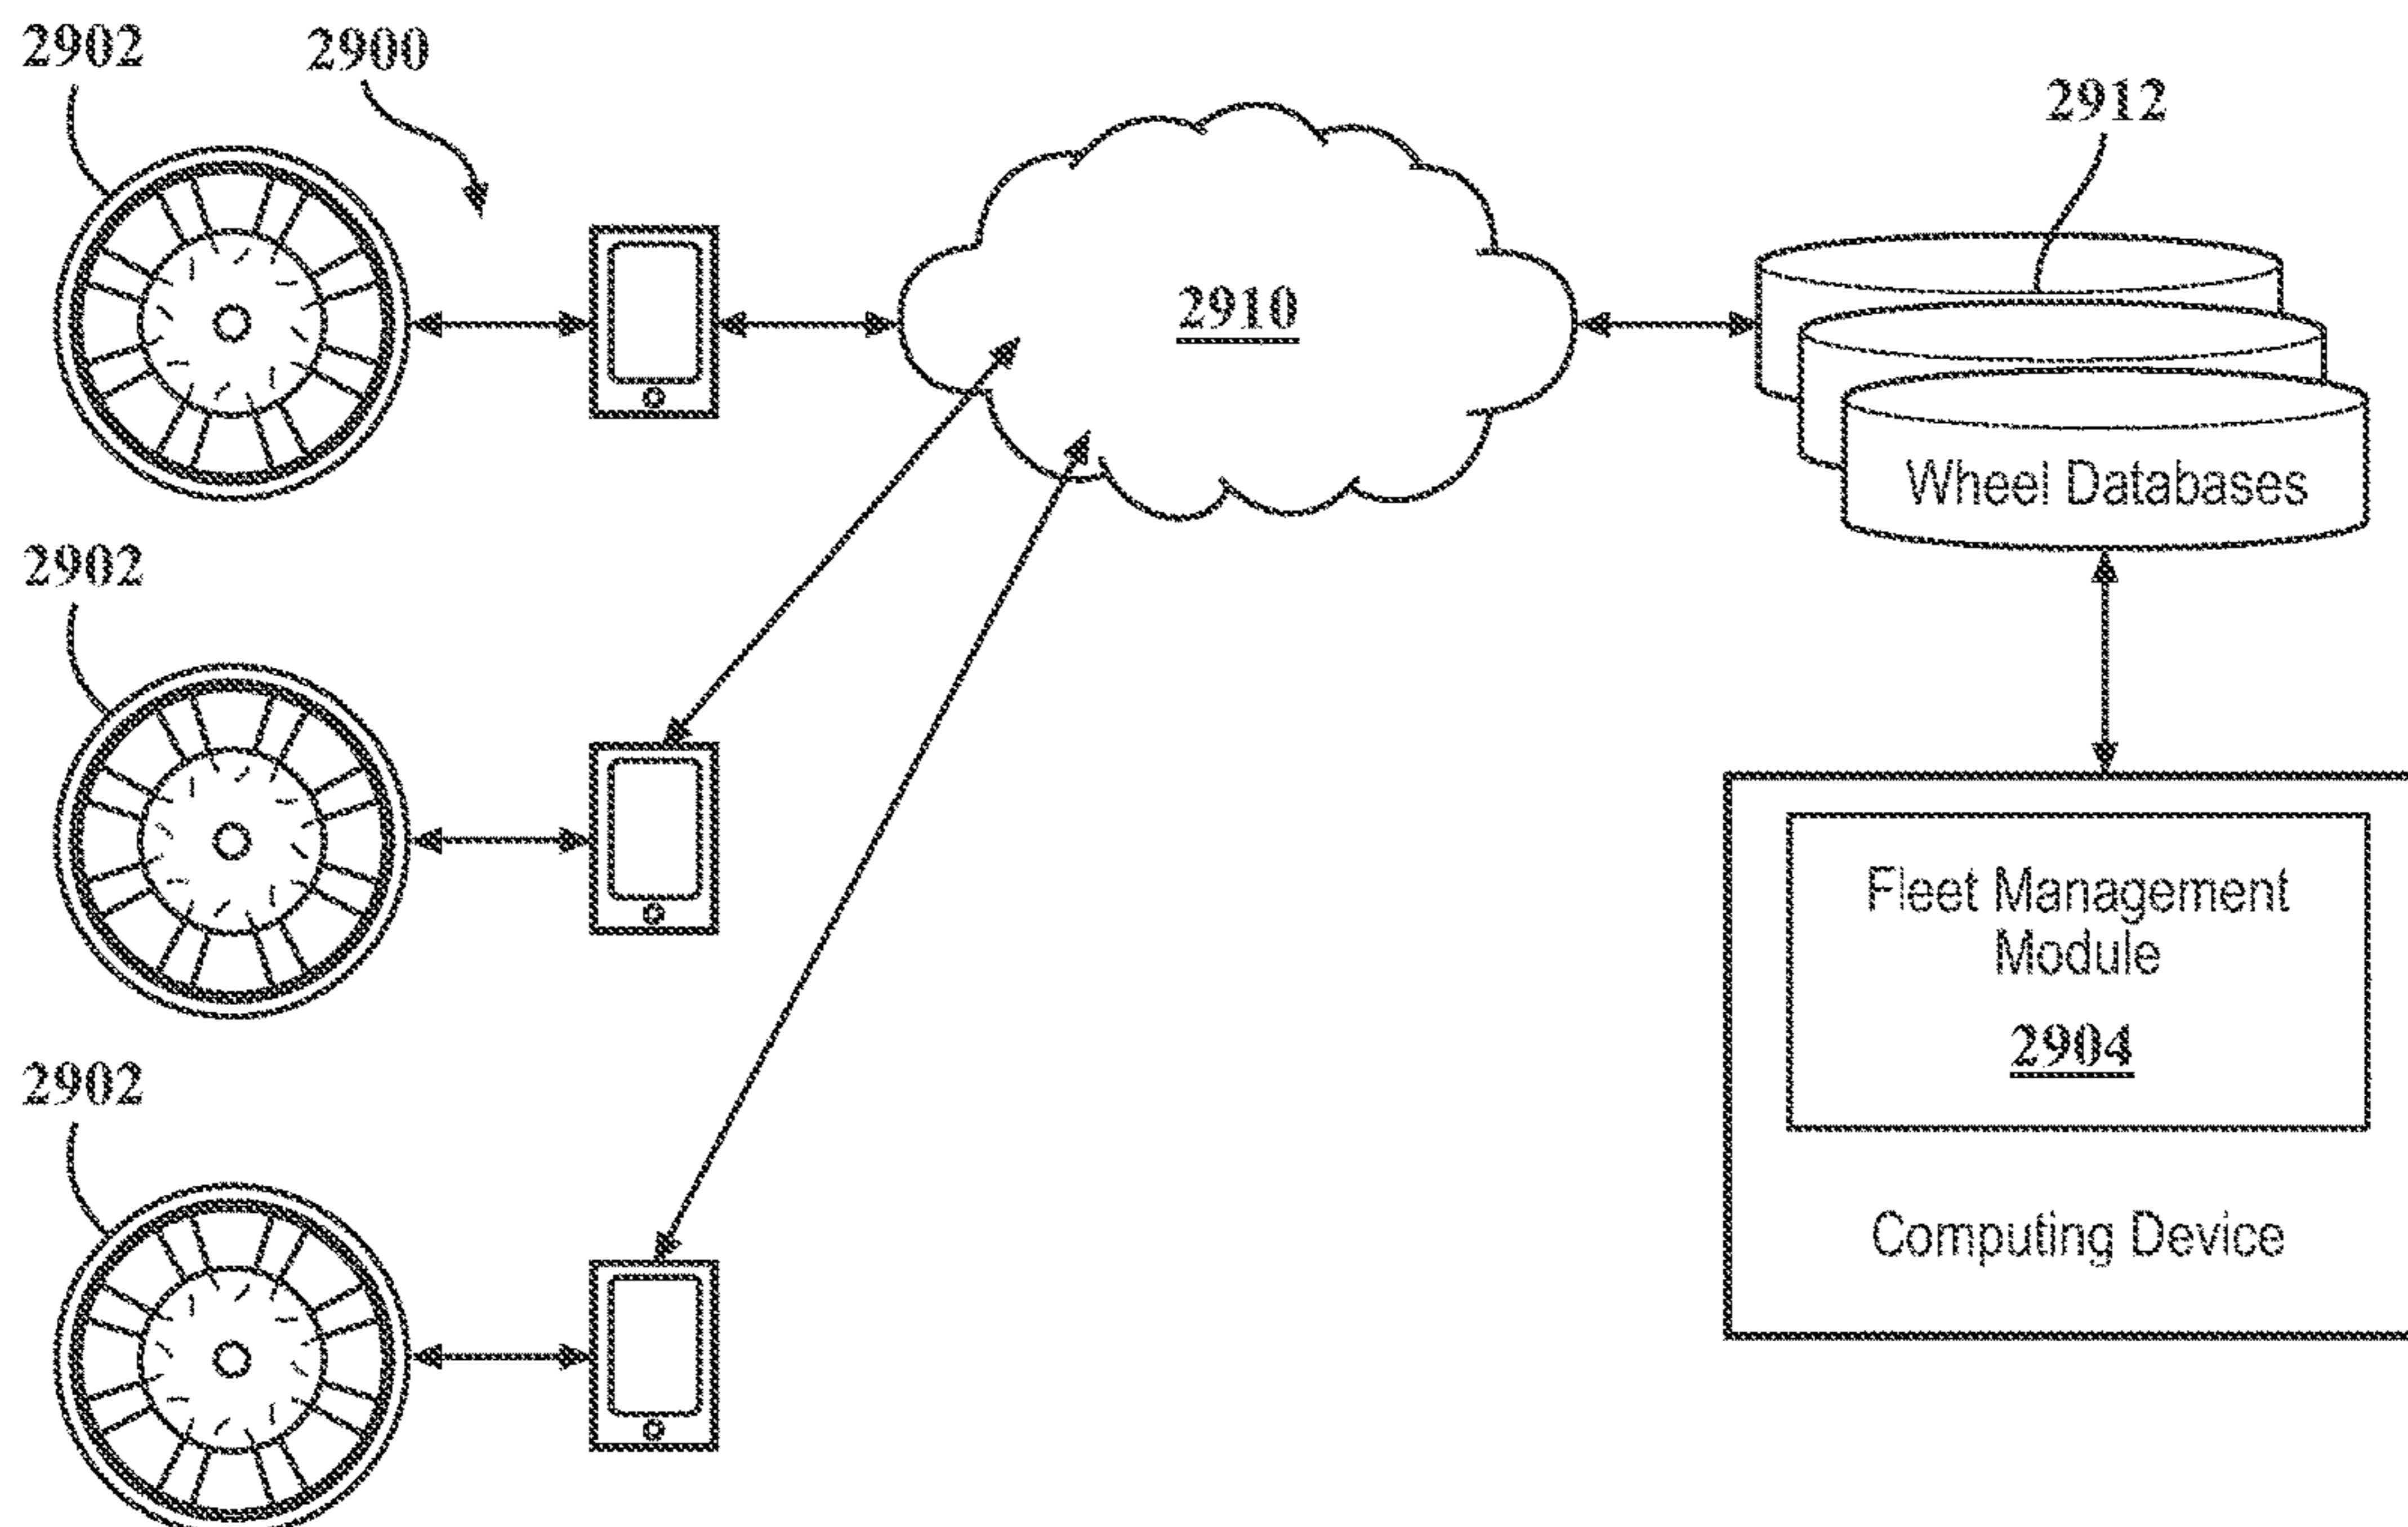 2902
2900
2912
2910
Wheel Databases
2902
Fleet Management
Module
2904
2902
Computing Device